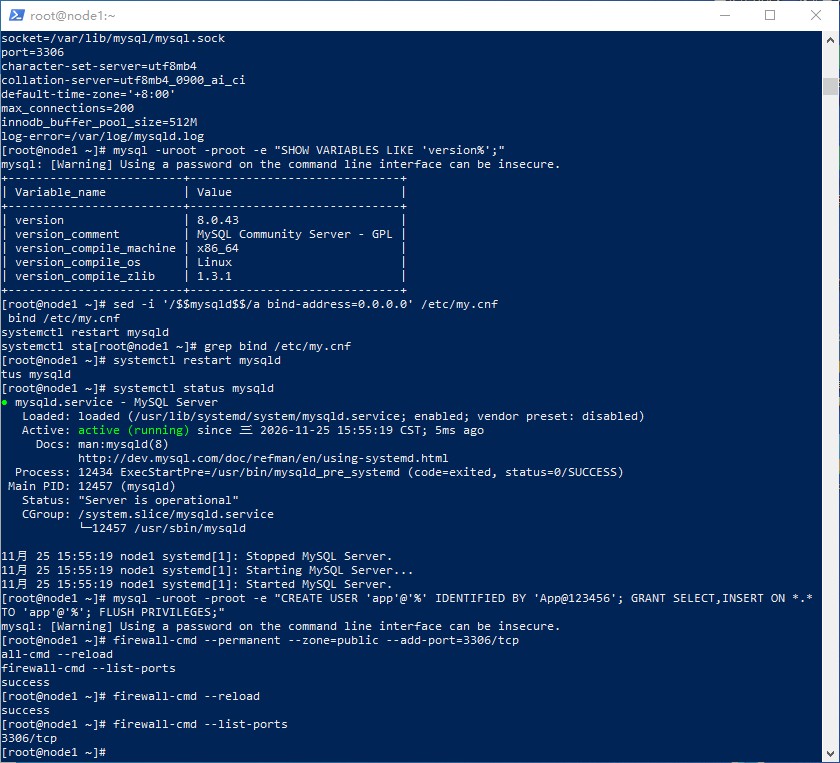 root@node1:~
socket=/var/lib/mysql/mysql.sock
port=3306
character-set-server=utf8mb4
collation-server=utf8mb4_0900_ai_ci
default-time-zone='+8:00'
max_connections=200
innodb_buffer_pool_size=512M
log-error=/var/log/mysqld.log
[root@node1 ~]# mysql -uroot -proot -e "SHOW VARIABLES LIKE 'version%';"
mysql: [Warning] Using a password on the command line interface can be insecure.
+-------------------------+------------------------------+
| Variable_name           | Value                        |
+-------------------------+------------------------------+
| version                 | 8.0.43                       |
| version_comment         | MySQL Community Server - GPL |
| version_compile_machine | x86_64                       |
| version_compile_os      | Linux                        |
| version_compile_zlib    | 1.3.1                        |
+-------------------------+------------------------------+
[root@node1 ~]# sed -i '/$$mysqld$$/a bind-address=0.0.0.0' /etc/my.cnf
 bind /etc/my.cnf
systemctl restart mysqld
systemctl sta[root@node1 ~]# grep bind /etc/my.cnf
[root@node1 ~]# systemctl restart mysqld
tus mysqld
[root@node1 ~]# systemctl status mysqld
● mysqld.service - MySQL Server
   Loaded: loaded (/usr/lib/systemd/system/mysqld.service; enabled; vendor preset: disabled)
   Active: active (running) since 三 2026-11-25 15:55:19 CST; 5ms ago
     Docs: man:mysqld(8)
           http://dev.mysql.com/doc/refman/en/using-systemd.html
  Process: 12434 ExecStartPre=/usr/bin/mysqld_pre_systemd (code=exited, status=0/SUCCESS)
 Main PID: 12457 (mysqld)
   Status: "Server is operational"
   CGroup: /system.slice/mysqld.service
           └─12457 /usr/sbin/mysqld
11月 25 15:55:19 node1 systemd[1]: Stopped MySQL Server.
11月 25 15:55:19 node1 systemd[1]: Starting MySQL Server...
11月 25 15:55:19 node1 systemd[1]: Started MySQL Server.
[root@node1 ~]# mysql -uroot -proot -e "CREATE USER 'app'@'%' IDENTIFIED BY 'App@123456'; GRANT SELECT,INSERT ON *.*
TO 'app'@'%'; FLUSH PRIVILEGES;"
mysql: [Warning] Using a password on the command line interface can be insecure.
[root@node1 ~]# firewall-cmd --permanent --zone=public --add-port=3306/tcp
all-cmd --reload
firewall-cmd --list-ports
success
[root@node1 ~]# firewall-cmd --reload
success
[root@node1 ~]# firewall-cmd --list-ports
3306/tcp
[root@node1 ~]#